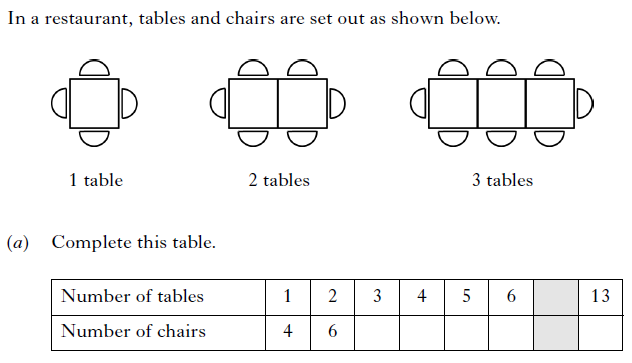 In a restaurant, tables and chairs are set out as shown below.
1 table 2 tables 3 tables
(a) Complete this table.
Number of tables 1 2 3 4 5 6 13
Number of chairs 4 6